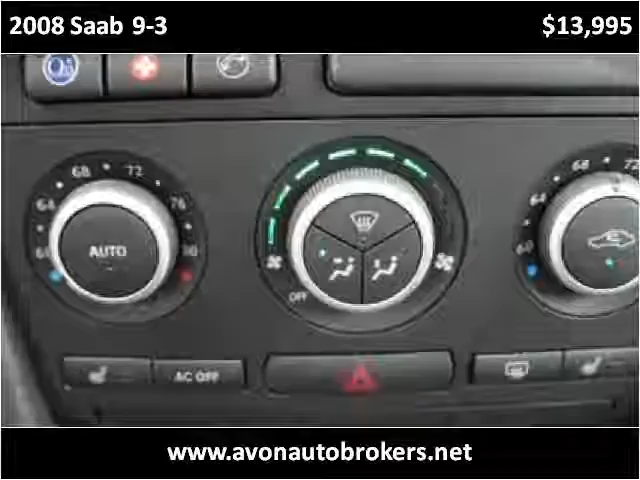 2008 Saab 9-3 $13,995
68 72 68 72
64 76 64
AUTO
60 80 60
OFF
AC OFF
www.avonautobrokers.net